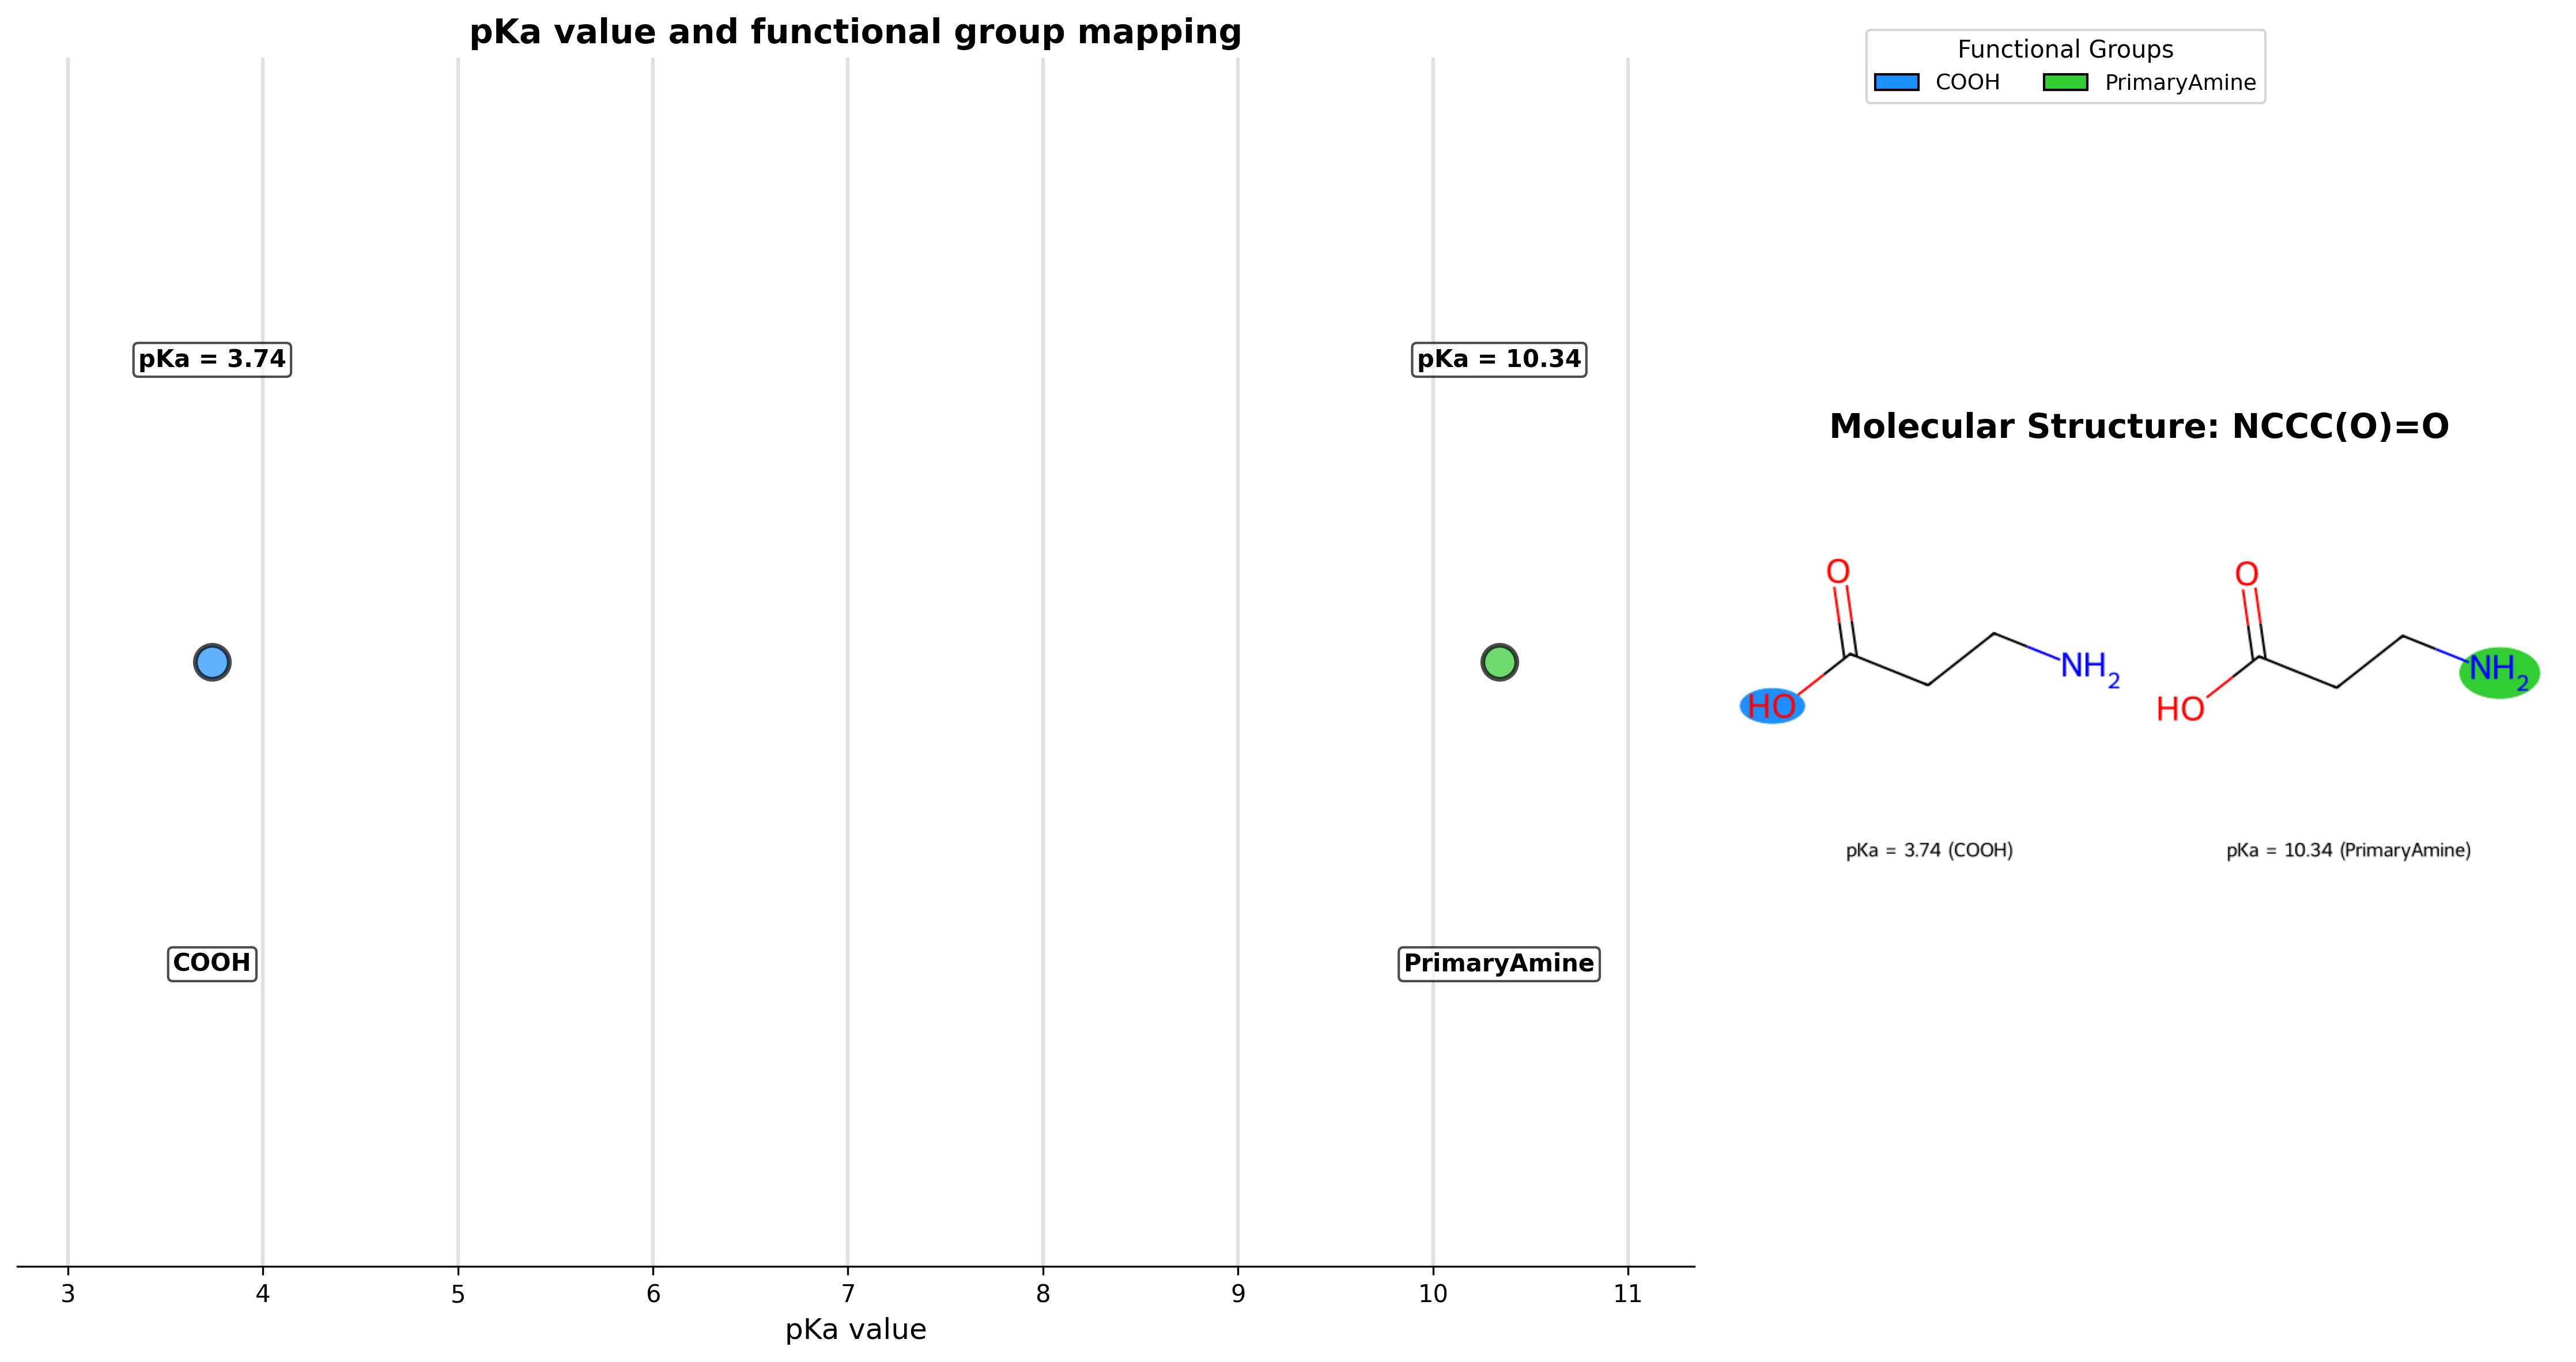 pKa value and functional group mapping
pKa = 3.74
pKa = 10.34
COOH
PrimaryAmine
3 4 5 6 7 8 9 10 11
pKa value
Functional Groups
COOH PrimaryAmine
Molecular Structure: NCCC(O)=O
O
HO
NH2
O
HO
NH2
pKa = 3.74 (COOH)
pKa = 10.34 (PrimaryAmine)